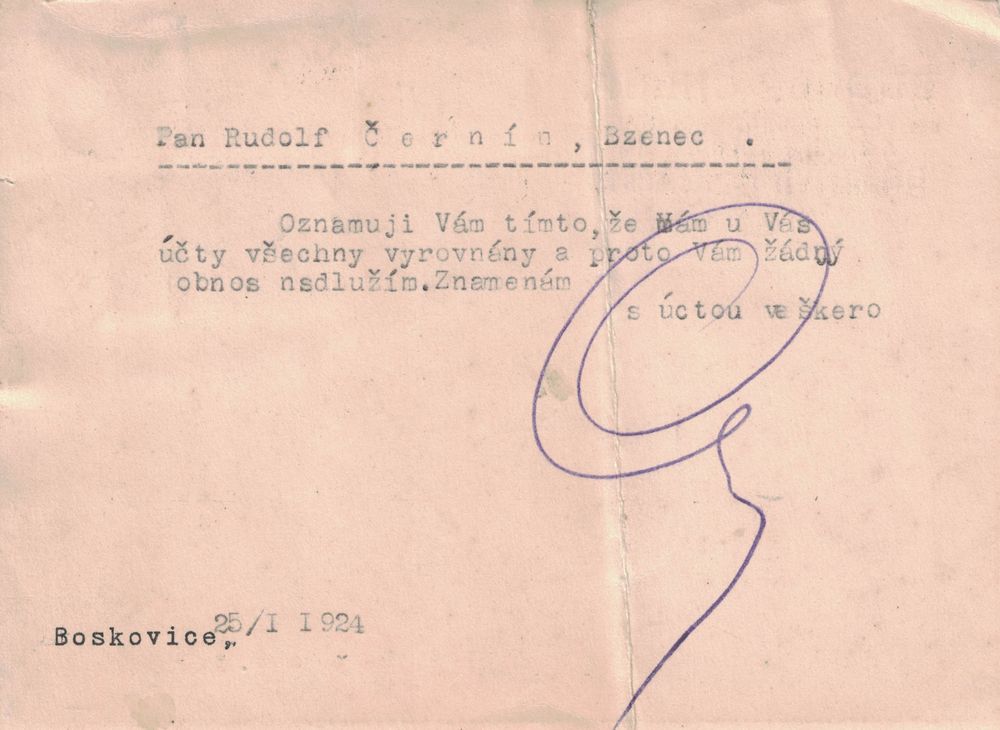 Pan Rudolf Č e r n í n , Bzenec .
Oznamuji Vám tímto,že Mám u Vás
účty všechny vyrovnány a proto Vám žádný
obnos nsdlužím.Znamenám
s úctou veškero
Boskovice, 25/I I 1924